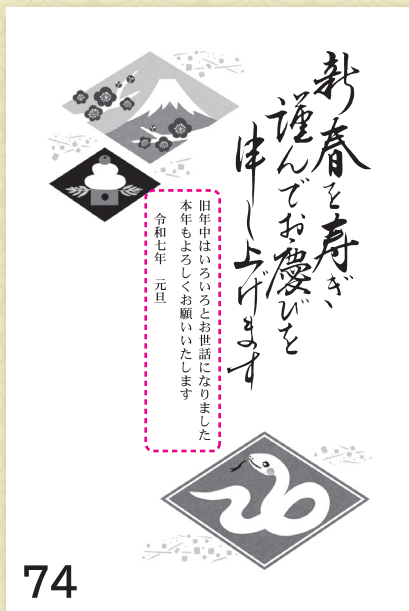 新春を寿ぎ、
謹んでお慶びを
申し上げます
旧年中はいろいろとお世話になりました
本年もよろしくお願いいたします
令和七年　元旦
74